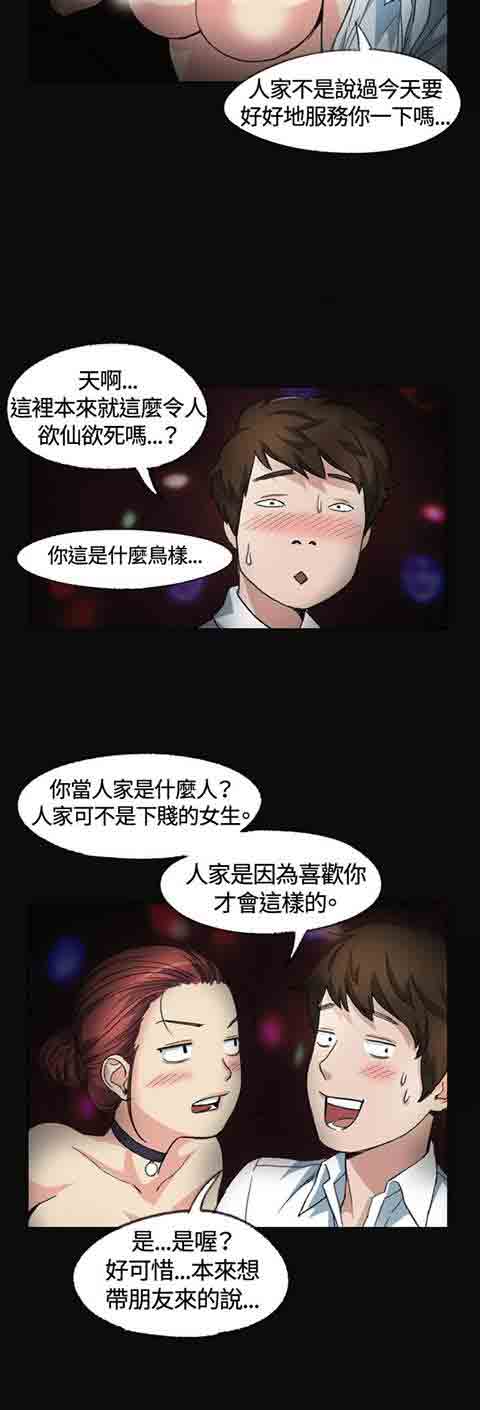 人家不是說過今天要
好好地服務你一下嗎...
天啊...
這裡本來就這麼令人
欲仙欲死嗎...？
你這是什麼鳥樣...
你當人家是什麼人？
人家可不是下賤的女生。
人家是因為喜歡你
才會這樣的。
是...是喔？
好可惜...本來想
帶朋友來的說...